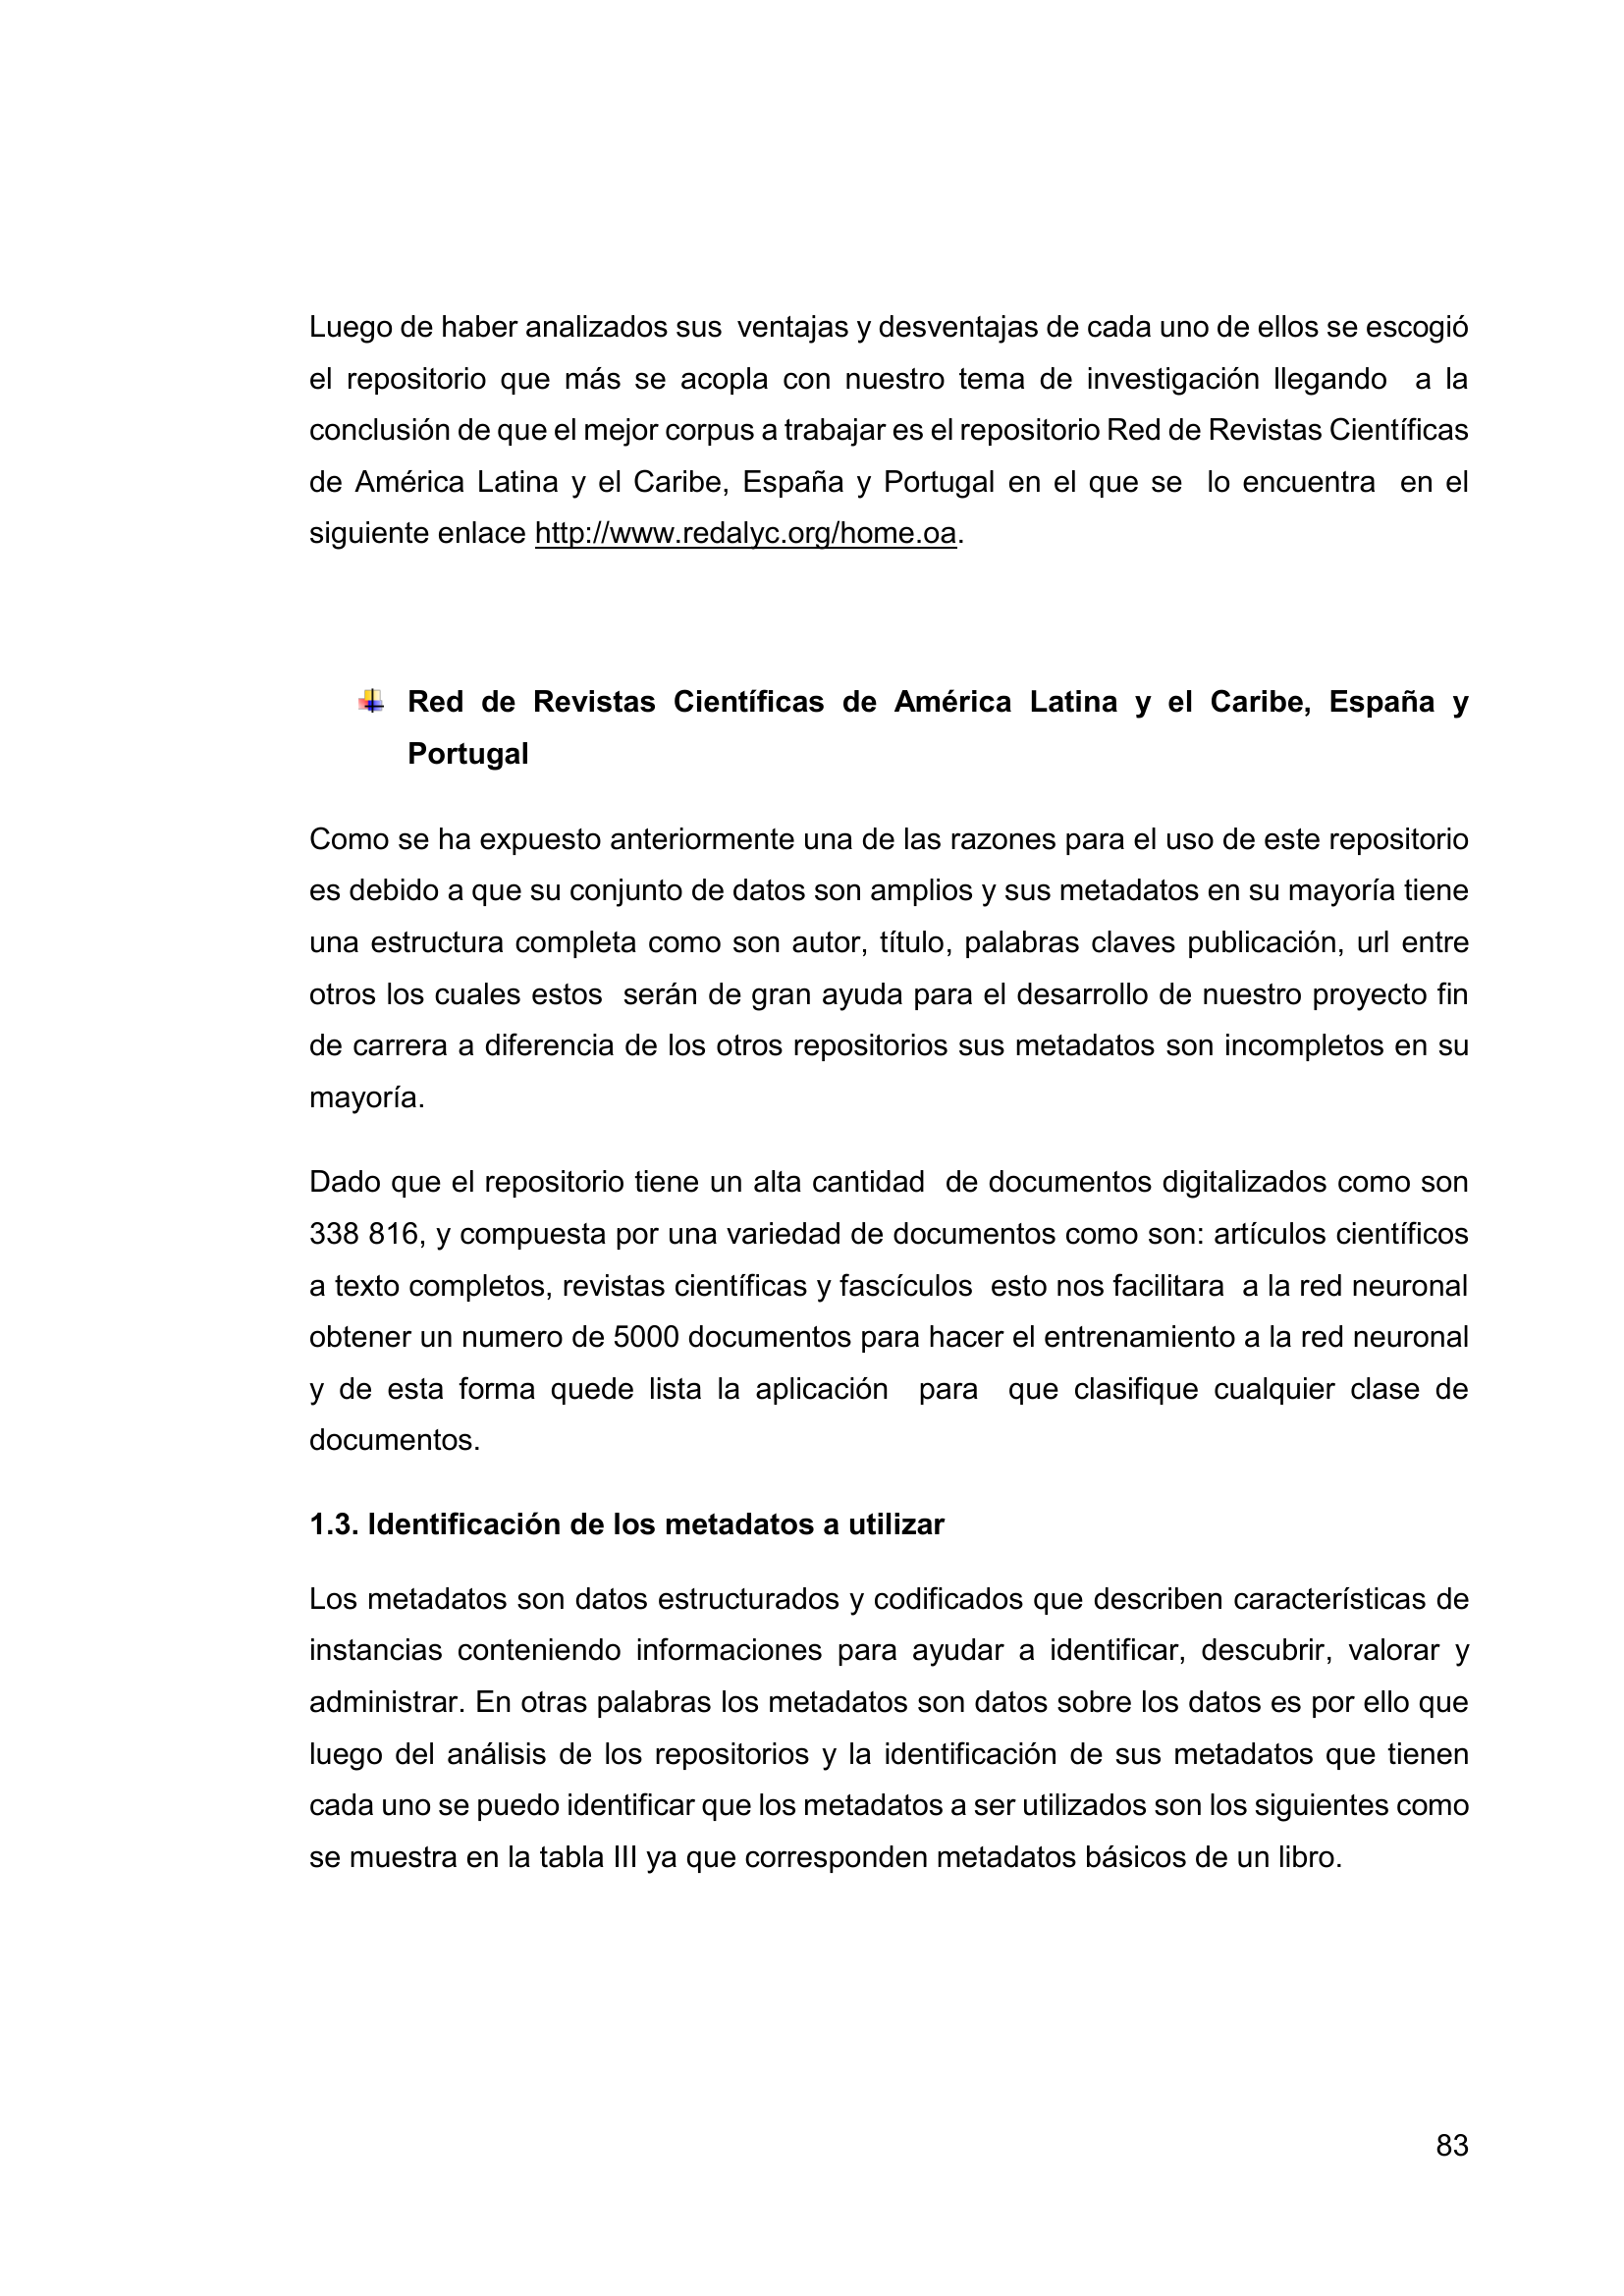 Luego de haber analizados sus  ventajas y desventajas de cada uno de ellos se escogió
el repositorio que más se acopla con nuestro tema de investigación llegando  a la
conclusión de que el mejor corpus a trabajar es el repositorio Red de Revistas Científicas
de América Latina y el Caribe, España y Portugal en el que se  lo encuentra  en el
siguiente enlace http://www.redalyc.org/home.oa.
Red de Revistas Científicas de América Latina y el Caribe, España y
Portugal
Como se ha expuesto anteriormente una de las razones para el uso de este repositorio
es debido a que su conjunto de datos son amplios y sus metadatos en su mayoría tiene
una estructura completa como son autor, título, palabras claves publicación, url entre
otros los cuales estos  serán de gran ayuda para el desarrollo de nuestro proyecto fin
de carrera a diferencia de los otros repositorios sus metadatos son incompletos en su
mayoría.
Dado que el repositorio tiene un alta cantidad  de documentos digitalizados como son
338 816, y compuesta por una variedad de documentos como son: artículos científicos
a texto completos, revistas científicas y fascículos  esto nos facilitara  a la red neuronal
obtener un numero de 5000 documentos para hacer el entrenamiento a la red neuronal
y de esta forma quede lista la aplicación  para  que clasifique cualquier clase de
documentos.
1.3. Identificación de los metadatos a utilizar
Los metadatos son datos estructurados y codificados que describen características de
instancias conteniendo informaciones para ayudar a identificar, descubrir, valorar y
administrar. En otras palabras los metadatos son datos sobre los datos es por ello que
luego del análisis de los repositorios y la identificación de sus metadatos que tienen
cada uno se puedo identificar que los metadatos a ser utilizados son los siguientes como
se muestra en la tabla III ya que corresponden metadatos básicos de un libro.
83